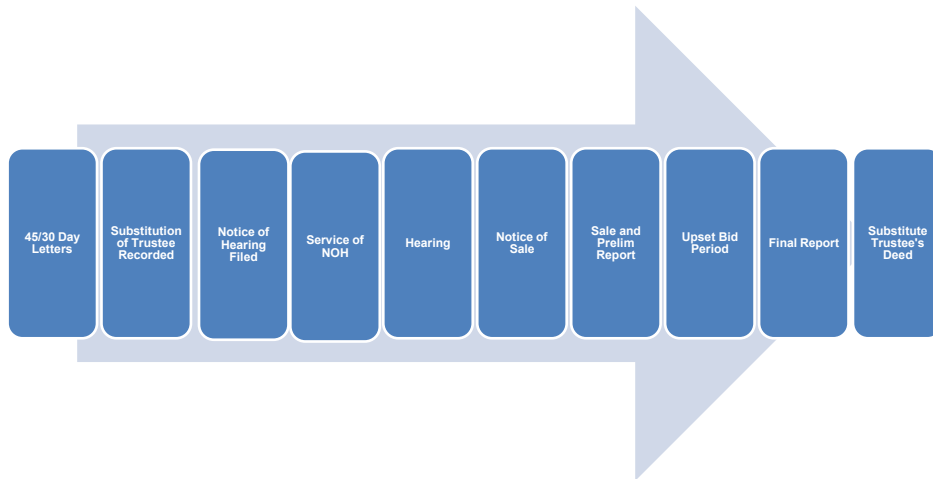 45/30 Day
Letters
Substitution
of Trustee
Recorded
Notice of
Hearing
Filed
Service of
NOH
Hearing
Notice of
Sale
Sale and
Prelim
Report
Upset Bid
Period
Final Report
Substitute
Trustee's
Deed